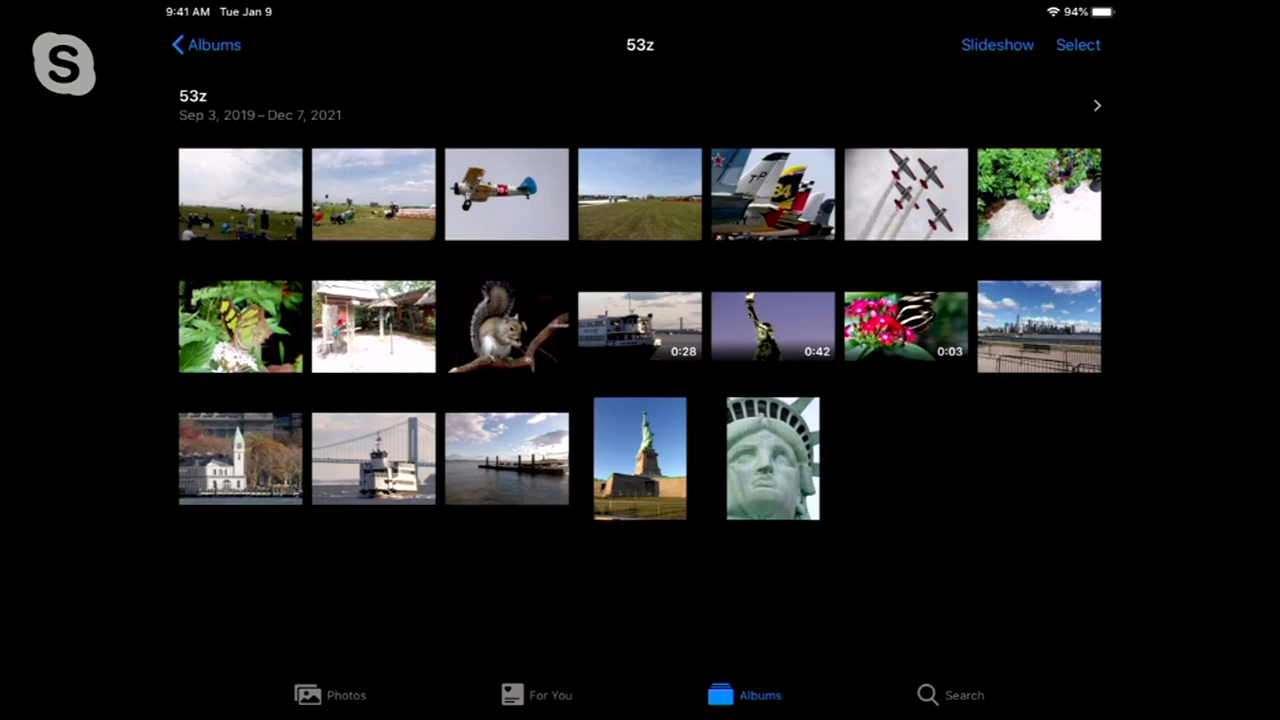 9:41 AM Tue Jan 9
94%
Albums
53z
Slideshow
Select
S
53z
Sep 3, 2019 – Dec 7, 2021
TP
0:28
0:42
0:03
Photos
For You
Albums
Search